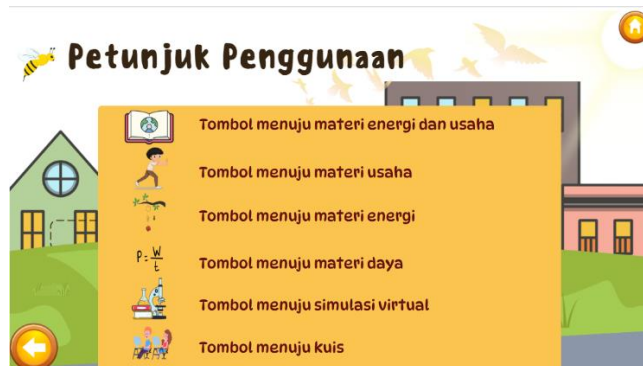 Petunjuk Penggunaan
Tombol menuju materi energi dan usaha
Tombol menuju materi usaha
Tombol menuju materi energi
P = W/t
Tombol menuju materi daya
Tombol menuju simulasi virtual
Tombol menuju kuis